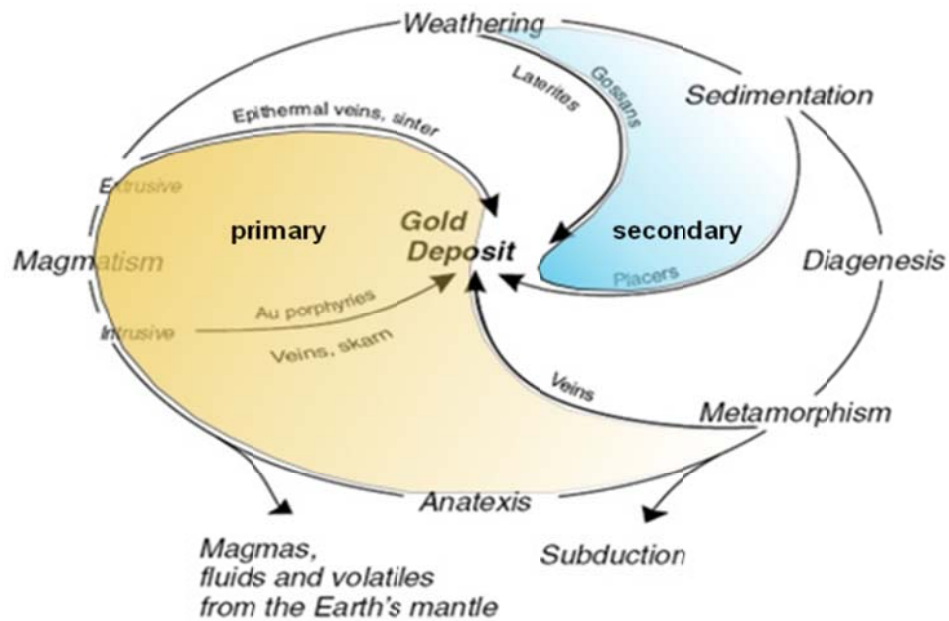 Weathering
Laterites
Gossans
Sedimentation
Epithermal veins, sinter
Extrusive
primary
Gold
Deposit
secondary
Magmatism
Diagenesis
Placers
Au porphyries
Intrusive
Veins, skarn
Veins
Metamorphism
Anatexis
Magmas,
fluids and volatiles
from the Earth's mantle
Subduction